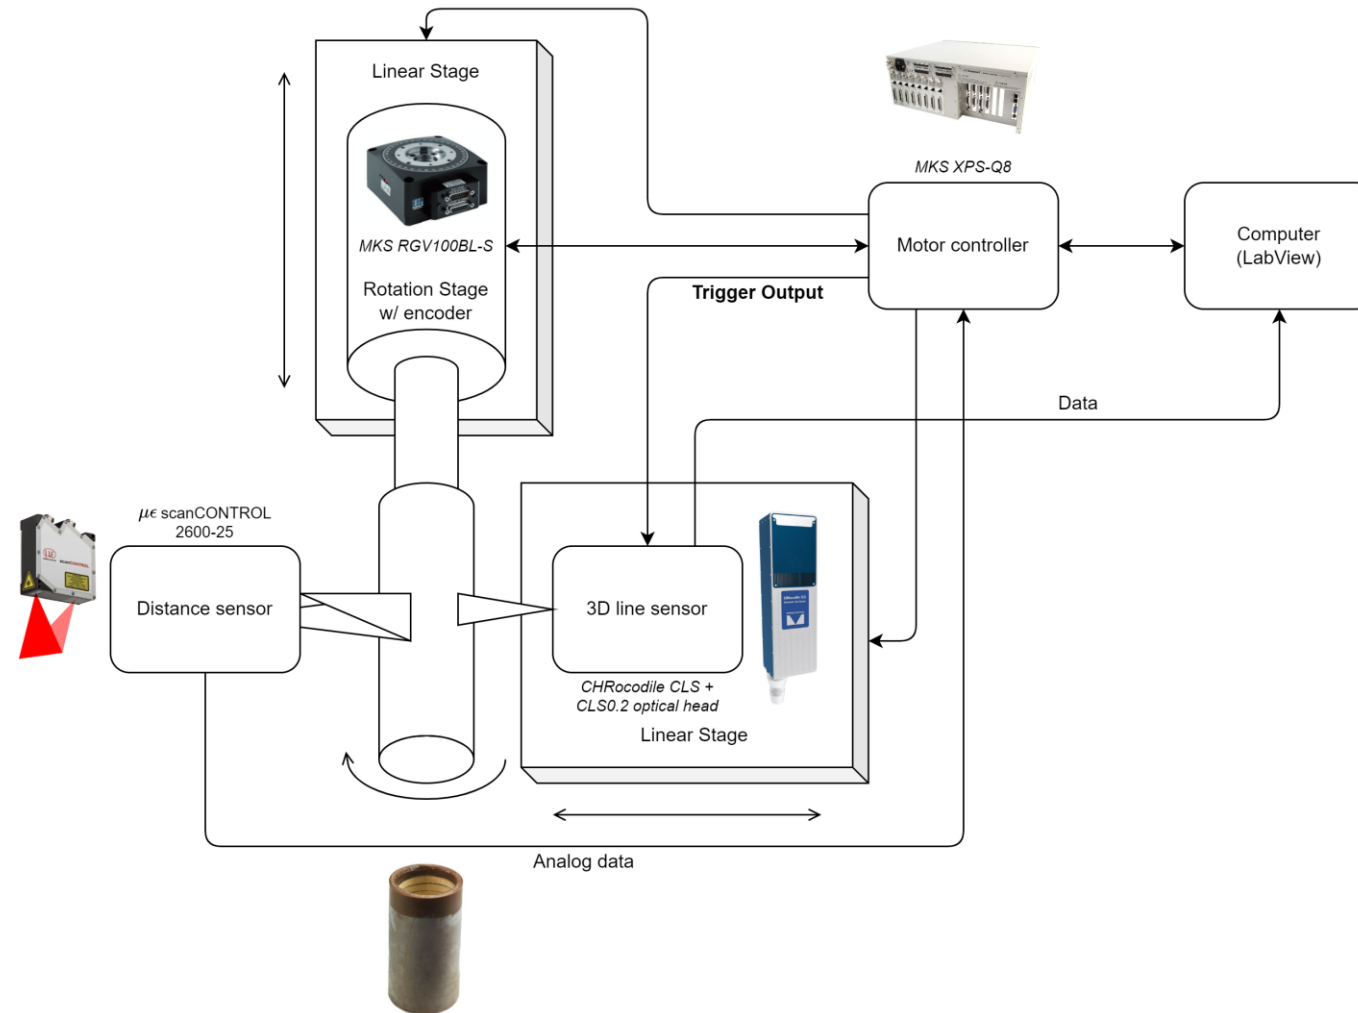 Linear Stage
MKS RGV100BL-S
Rotation Stage
w/ encoder
MKS XPS-Q8
Motor controller
Computer
(LabView)
Trigger Output
Data
με scanCONTROL
2600-25
Distance sensor
3D line sensor
CHRocodile CLS +
CLS0.2 optical head
Linear Stage
Analog data